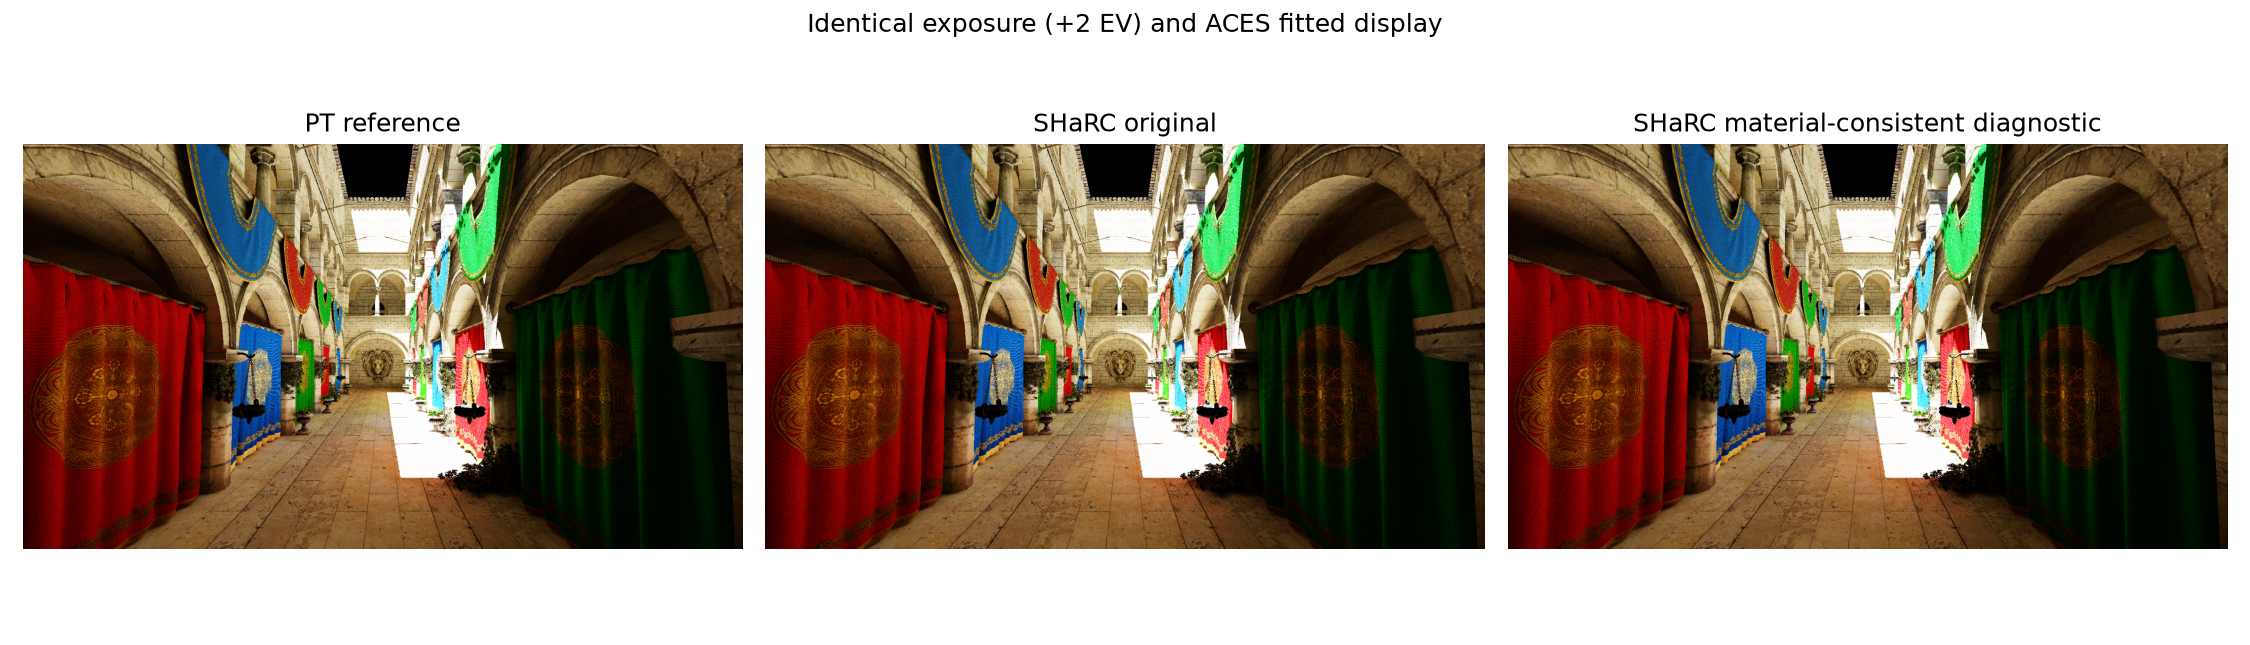 Identical exposure (+2 EV) and ACES fitted display
PT reference
SHaRC original
SHaRC material-consistent diagnostic